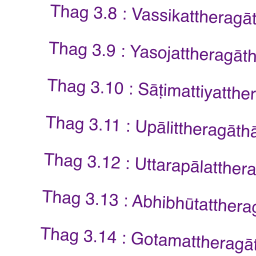 Thag 3.8 : Vassikattheragāt
Thag 3.9 : Yasojattheragāth
Thag 3.10 : Sāṭimattiyatther
Thag 3.11 : Upālittheragāthā
Thag 3.12 : Uttarapālatthera
Thag 3.13 : Abhibhūtattherag
Thag 3.14 : Gotamattheragāt